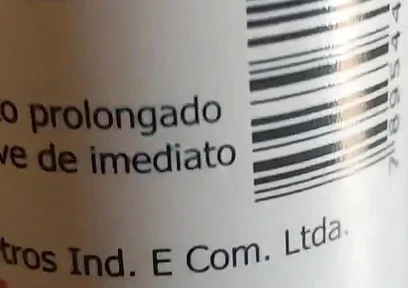 o prolongado
ve de imediato
tros Ind. E Com. Ltda.